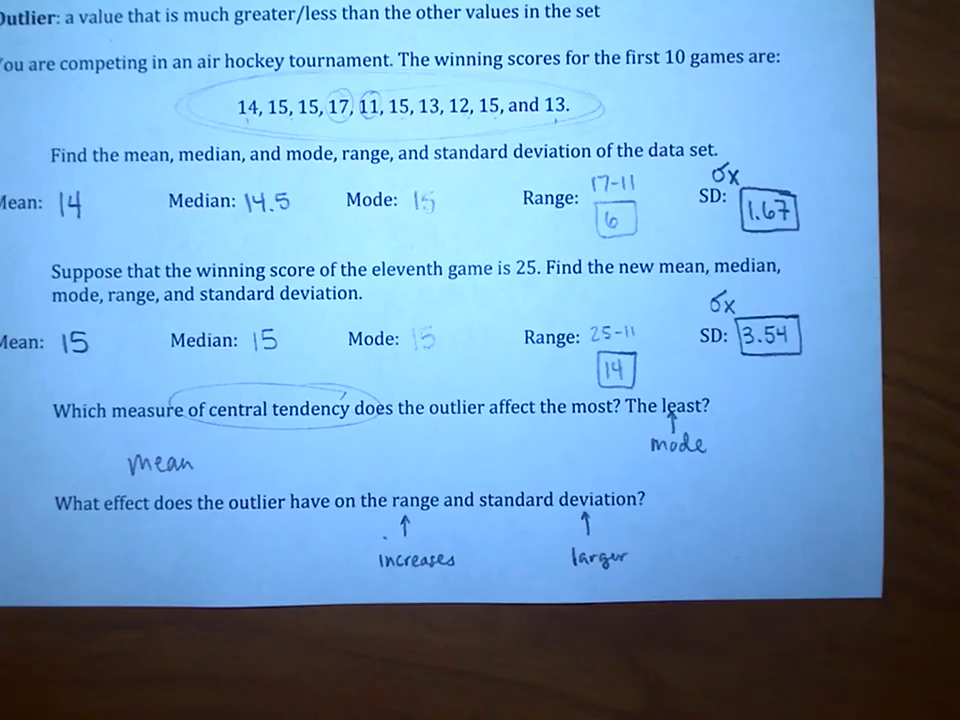 Outlier: a value that is much greater/less than the other values in the set
You are competing in an air hockey tournament. The winning scores for the first 10 games are:
14, 15, 15, 17, 11, 15, 13, 12, 15, and 13.
Find the mean, median, and mode, range, and standard deviation of the data set.
17-11 σx
Mean: 14 Median: 14.5 Mode: 15 Range: SD: 1.67
6
Suppose that the winning score of the eleventh game is 25. Find the new mean, median,
mode, range, and standard deviation.
σx
Mean: 15 Median: 15 Mode: 15 Range: 25-11 SD: 3.54
14
Which measure of central tendency does the outlier affect the most? The least?
mode
mean
What effect does the outlier have on the range and standard deviation?
increases larger